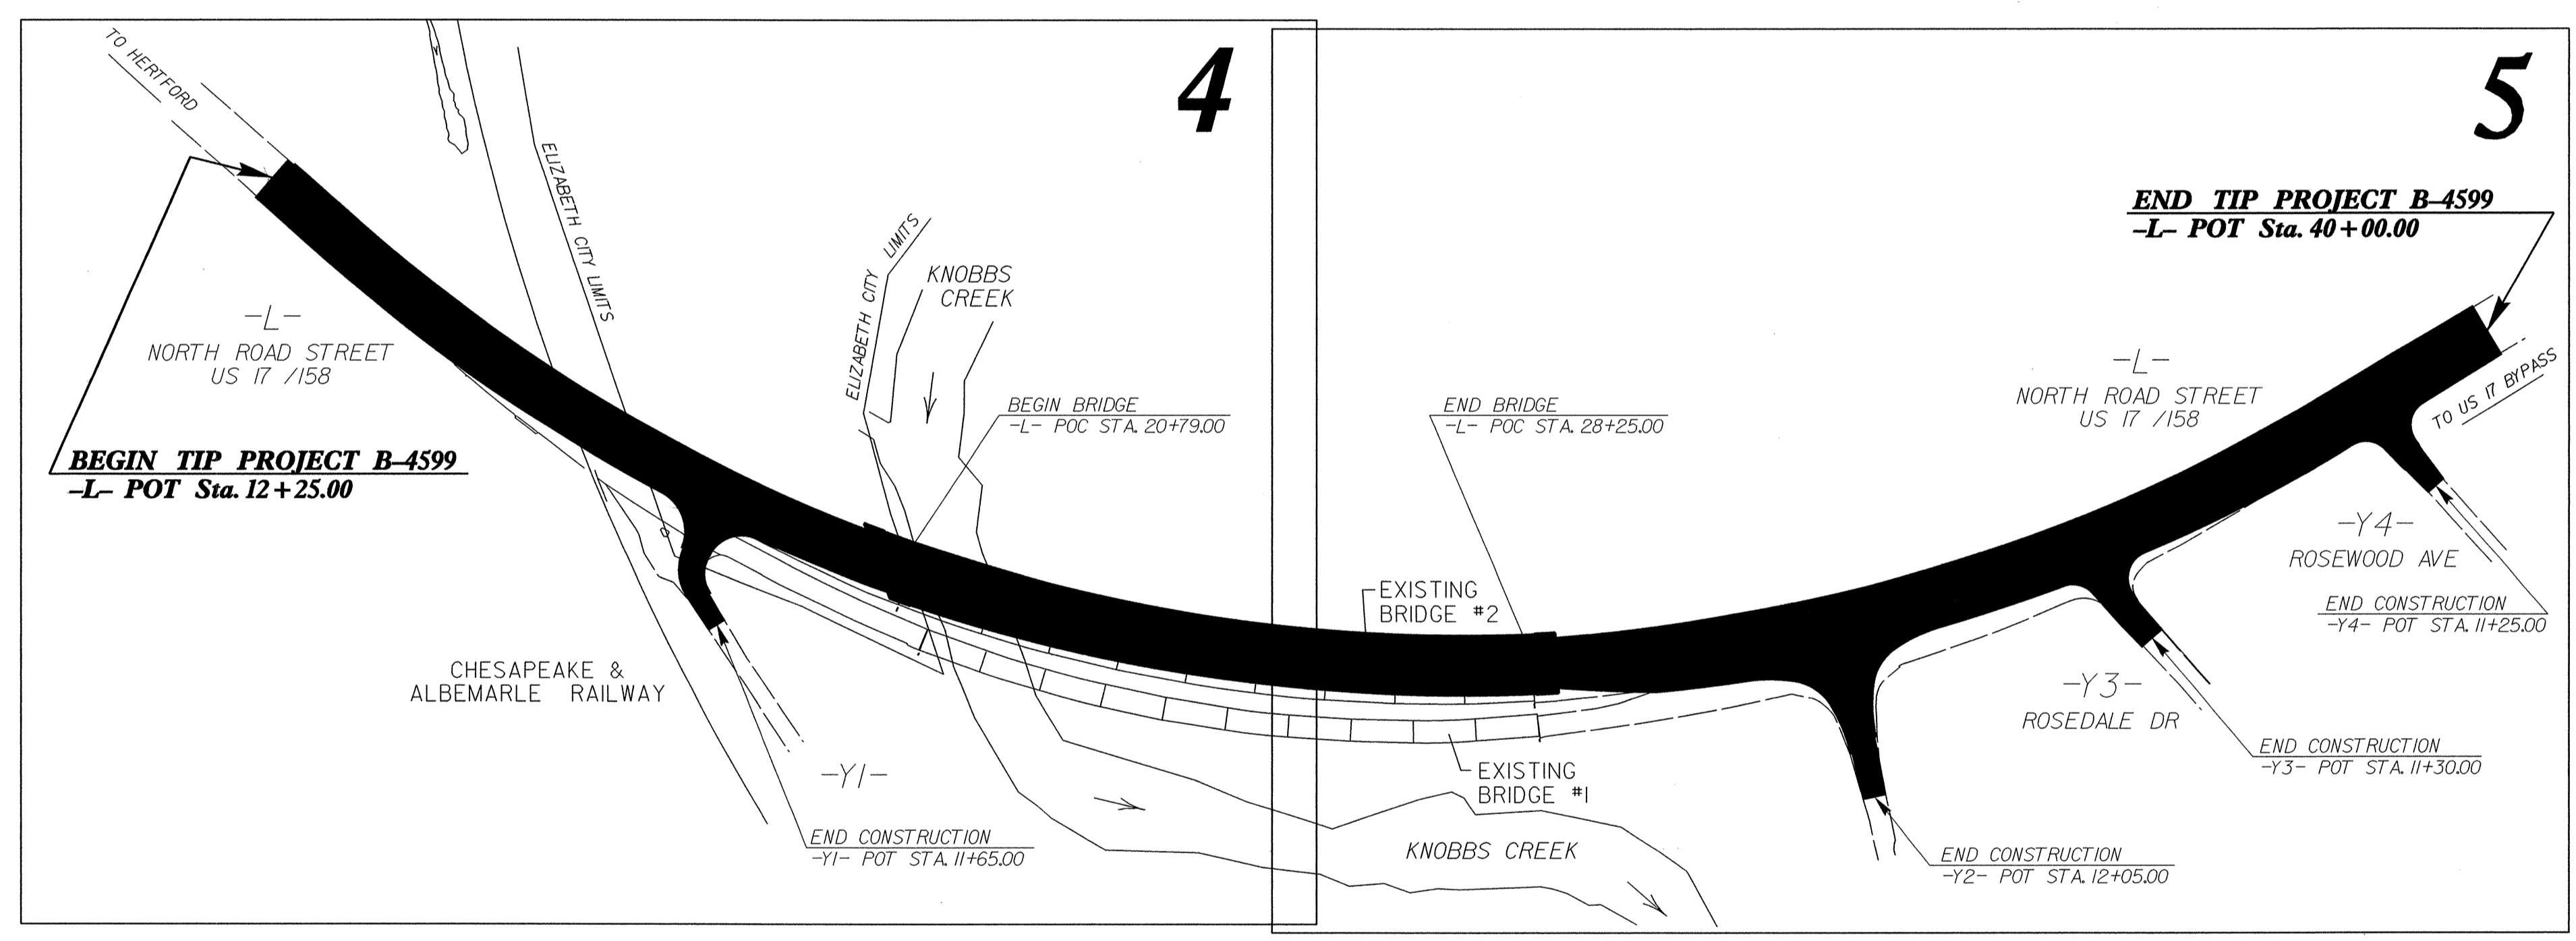 4
5
TO HERTFORD
ELIZABETH CITY LIMITS
ELIZABETH CITY LIMITS
KNOBBS
CREEK
-L-
NORTH ROAD STREET
US 17 /158
BEGIN TIP PROJECT B-4599
-L- POT Sta. 12+25.00
BEGIN BRIDGE
-L- POC STA. 20+79.00
END BRIDGE
-L- POC STA. 28+25.00
END TIP PROJECT B-4599
-L- POT Sta. 40+00.00
-L-
NORTH ROAD STREET
US 17 /158
TO US 17 BYPASS
EXISTING
BRIDGE #2
-Y4-
ROSEWOOD AVE
END CONSTRUCTION
-Y4- POT STA. 11+25.00
CHESAPEAKE &
ALBEMARLE RAILWAY
-Y3-
ROSEDALE DR
END CONSTRUCTION
-Y3- POT STA. 11+30.00
-Y1-
EXISTING
BRIDGE #1
END CONSTRUCTION
-Y1- POT STA. 11+65.00
KNOBBS CREEK
END CONSTRUCTION
-Y2- POT STA. 12+05.00